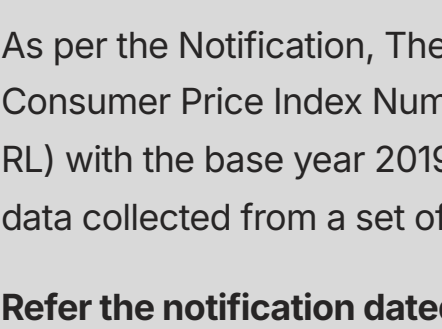 As per the Notification, The
Consumer Price Index Num
RL) with the base year 2019
data collected from a set of
Refer the notification dated